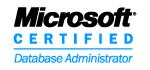 Microsoft
CERTIFIED
Database Administrator